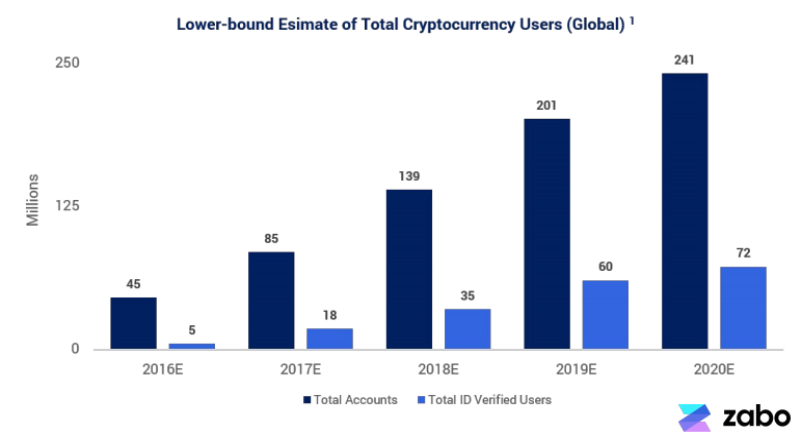 Lower-bound Esimate of Total Cryptocurrency Users (Global) 1
250
241
201
139
125
Millions
85
72
60
45
35
18
5
0
2016E 2017E 2018E 2019E 2020E
Total Accounts Total ID Verified Users
zabo